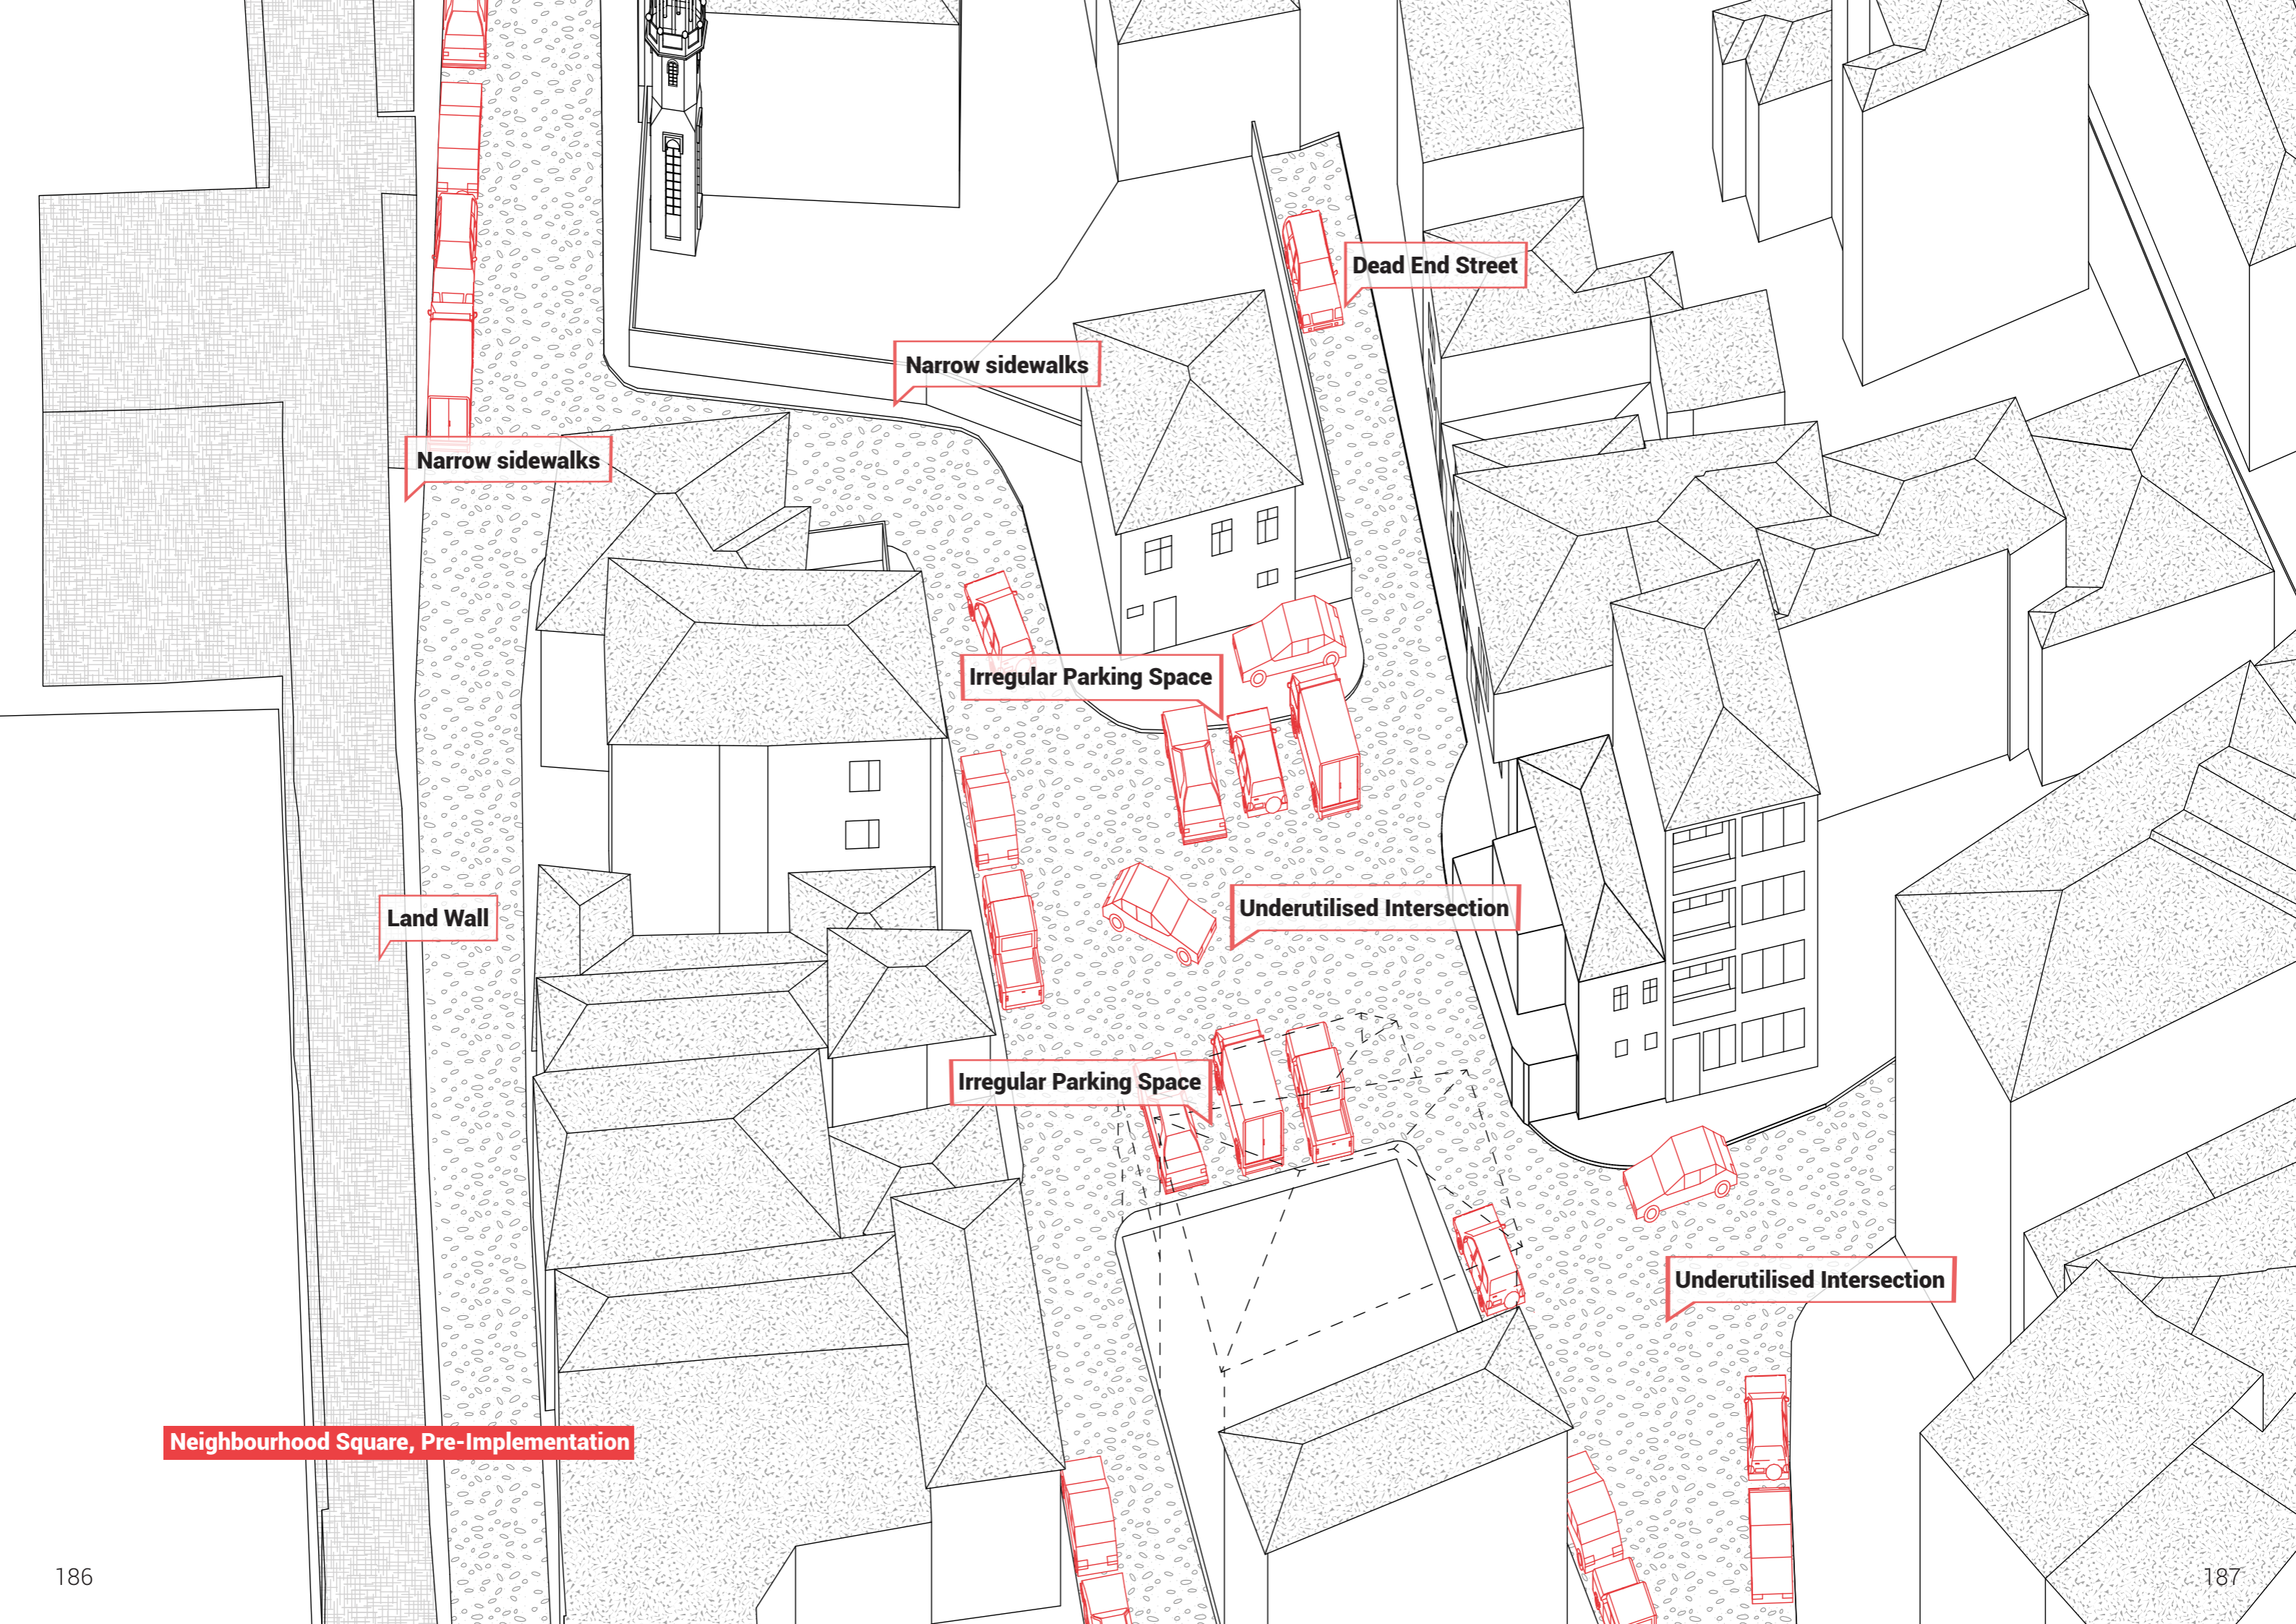 Dead End Street
Narrow sidewalks
Narrow sidewalks
Irregular Parking Space
Underutilised Intersection
Land Wall
Irregular Parking Space
Underutilised Intersection
Neighbourhood Square, Pre-Implementation
186
187